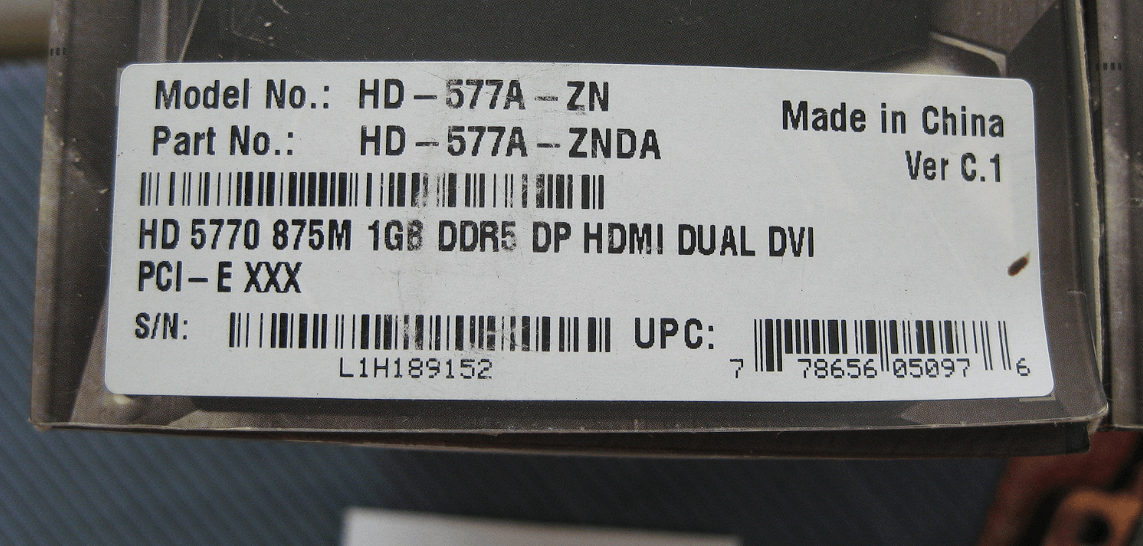 Model No.: HD-577A-ZN
Part No.: HD-577A-ZNDA
Made in China
Ver C.1
HD 5770 875M 1GB DDR5 DP HDMI DUAL DVI
PCI-E XXX
S/N:
L1H189152
UPC:
7 78656 05097 6